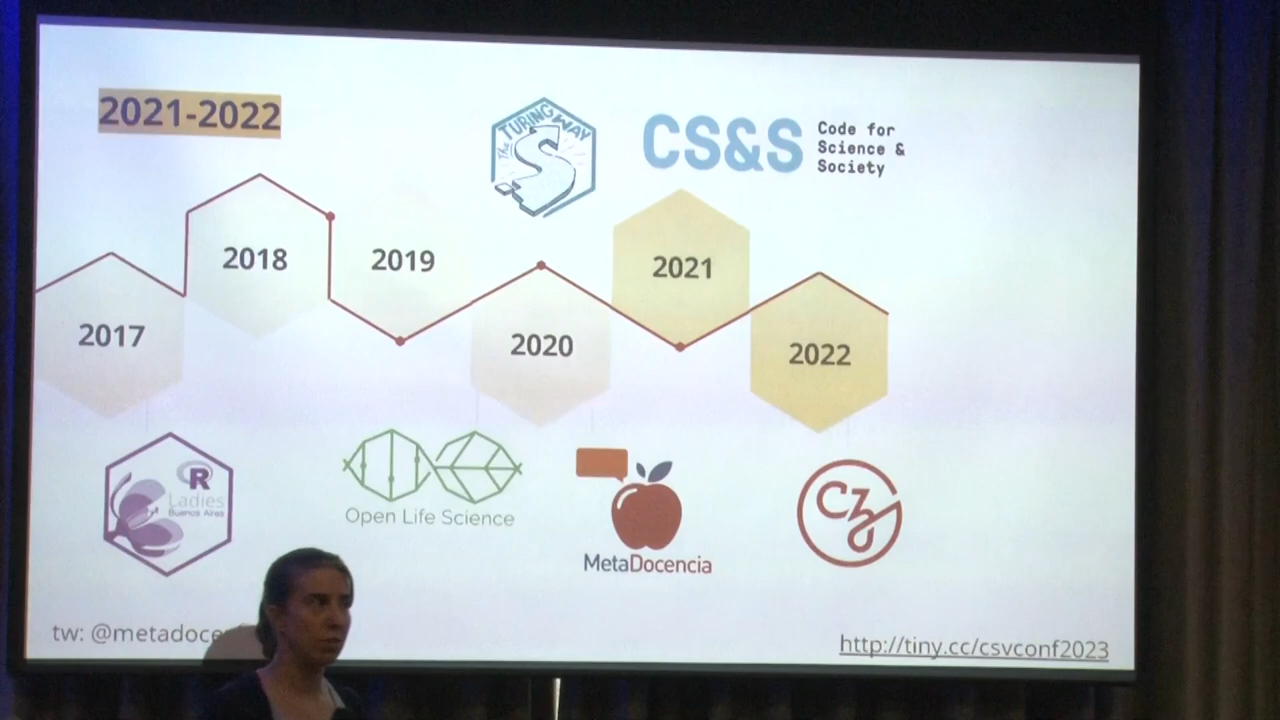 2021-2022
The TURING WAY
CS&S
Code for
Science &
Society
2018
2019
2021
2017
2020
2022
R
Ladies
Buenos Aires
Open Life Science
MetaDocencia
CZI
tw: @metadoce
http://tiny.cc/csvconf2023